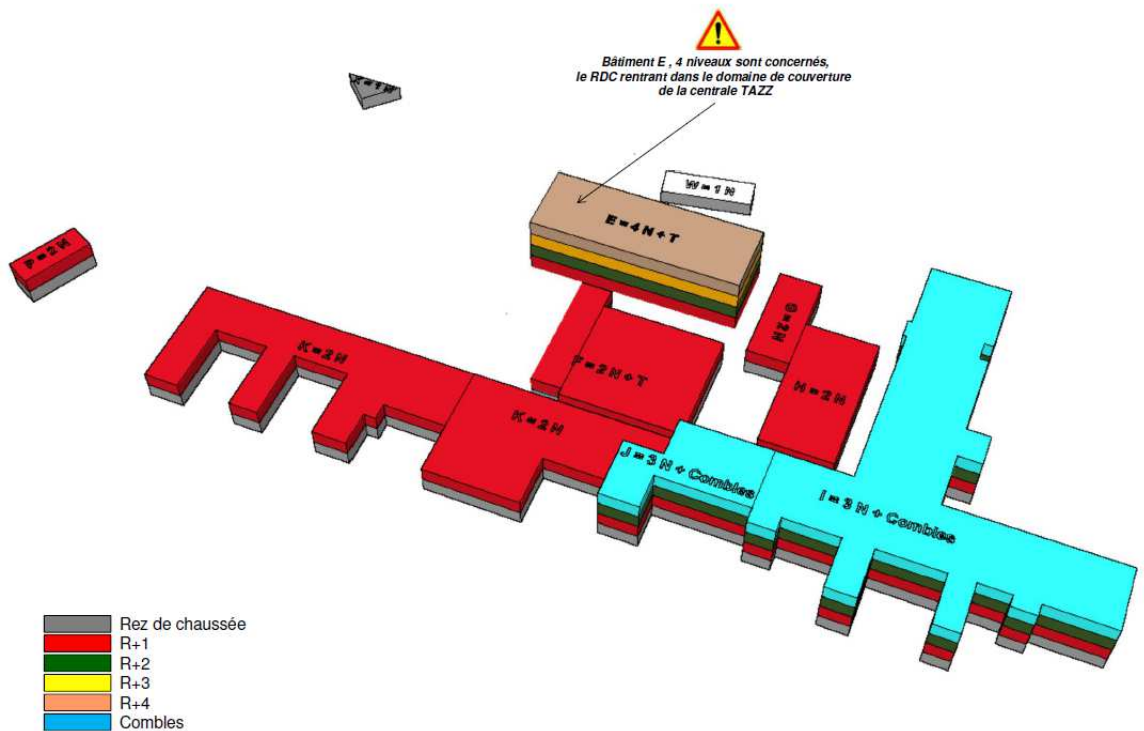 Bâtiment E , 4 niveaux sont concernés,
le RDC rentrant dans le domaine de couverture
de la centrale TAZZ
W = 1 N
E = 4 N + T
P = 2 N
K = 2 N
G = 2 N
F = 2 N + T
H = 2 N
K = 2 N
J = 3 N + Combles
I = 3 N + Combles
Rez de chaussée
R+1
R+2
R+3
R+4
Combles